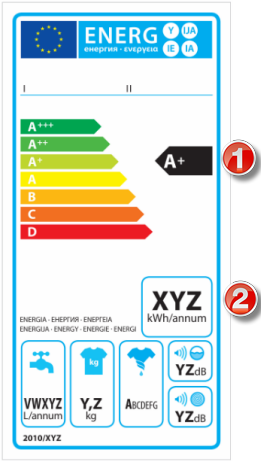 ENERG Y IJA
енергия · ενεργεια IE IA
I II
A+++
A++
A+ A+ 1
A
B
C
D
XYZ 2
kWh/annum
ENERGIA · ЕНЕРГИЯ · ΕΝΕΡΓΕΙΑ
ENERGIJA · ENERGY · ENERGIE · ENERGI
kg
YZdB
VWXYZ Y,Z ABCDEFG
L/annum kg
YZdB
2010/XYZ